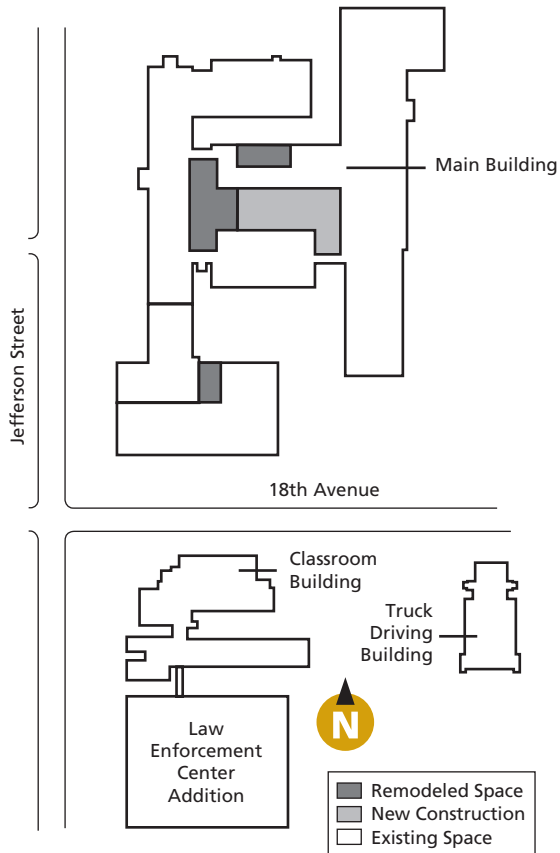 Main Building
Jefferson Street
18th Avenue
Classroom
Building
Truck
Driving
Building
Law
Enforcement
Center
Addition
N
Remodeled Space
New Construction
Existing Space